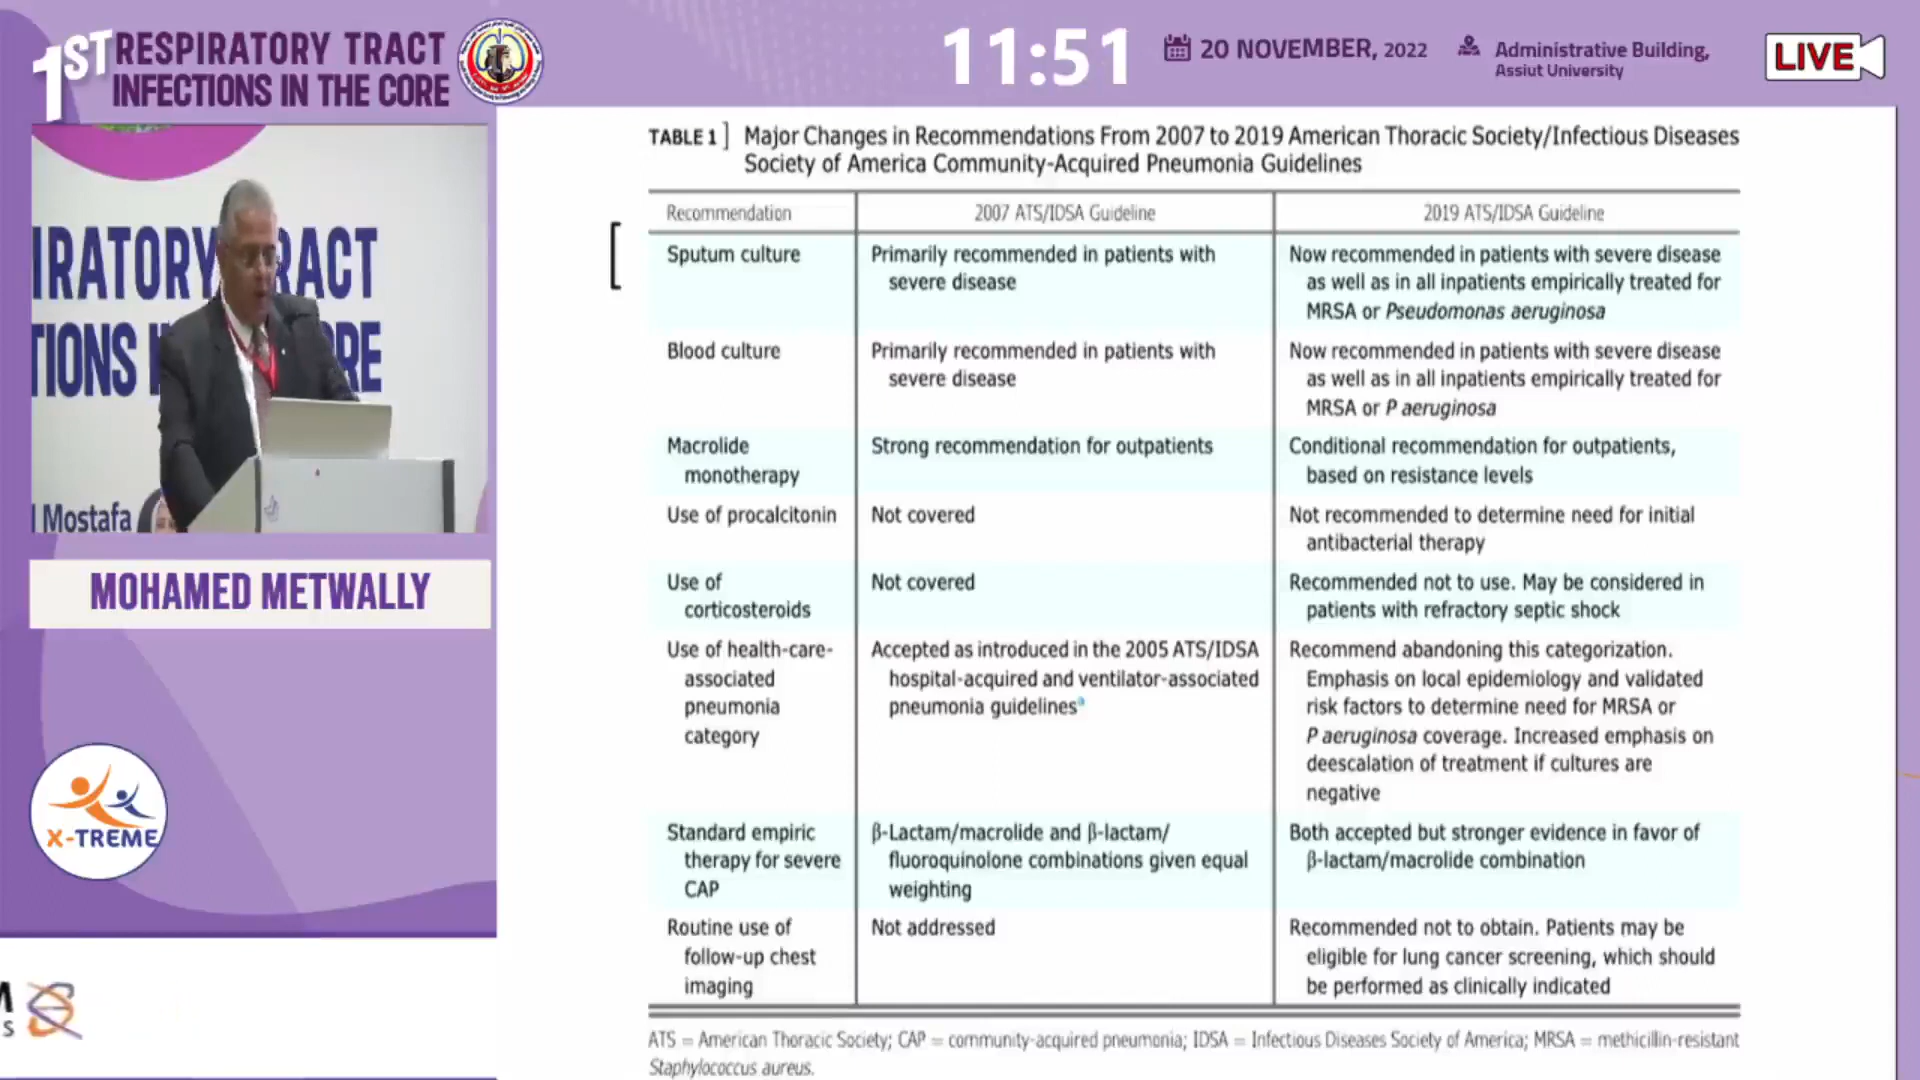 1ST RESPIRATORY TRACT
INFECTIONS IN THE CORE
11:51
20 NOVEMBER, 2022
Administrative Building,
Assiut University
LIVE
IRATORY TRACT
TIONS IN RE
Mostafa
MOHAMED METWALLY
X-TREME
TABLE 1 ] Major Changes in Recommendations From 2007 to 2019 American Thoracic Society/Infectious Diseases
Society of America Community-Acquired Pneumonia Guidelines
Recommendation 2007 ATS/IDSA Guideline 2019 ATS/IDSA Guideline
Sputum culture Primarily recommended in patients with Now recommended in patients with severe disease
severe disease as well as in all inpatients empirically treated for
MRSA or Pseudomonas aeruginosa
Blood culture Primarily recommended in patients with Now recommended in patients with severe disease
severe disease as well as in all inpatients empirically treated for
MRSA or P aeruginosa
Macrolide Strong recommendation for outpatients Conditional recommendation for outpatients,
monotherapy based on resistance levels
Use of procalcitonin Not covered Not recommended to determine need for initial
antibacterial therapy
Use of Not covered Recommended not to use. May be considered in
corticosteroids patients with refractory septic shock
Use of health-care- Accepted as introduced in the 2005 ATS/IDSA Recommend abandoning this categorization.
associated hospital-acquired and ventilator-associated Emphasis on local epidemiology and validated
pneumonia pneumonia guidelinesª risk factors to determine need for MRSA or
category P aeruginosa coverage. Increased emphasis on
deescalation of treatment if cultures are
negative
Standard empiric β-Lactam/macrolide and β-lactam/ Both accepted but stronger evidence in favor of
therapy for severe fluoroquinolone combinations given equal β-lactam/macrolide combination
CAP weighting
Routine use of Not addressed Recommended not to obtain. Patients may be
follow-up chest eligible for lung cancer screening, which should
imaging be performed as clinically indicated
ATS = American Thoracic Society; CAP = community-acquired pneumonia; IDSA = Infectious Diseases Society of America; MRSA = methicillin-resistant
Staphylococcus aureus.